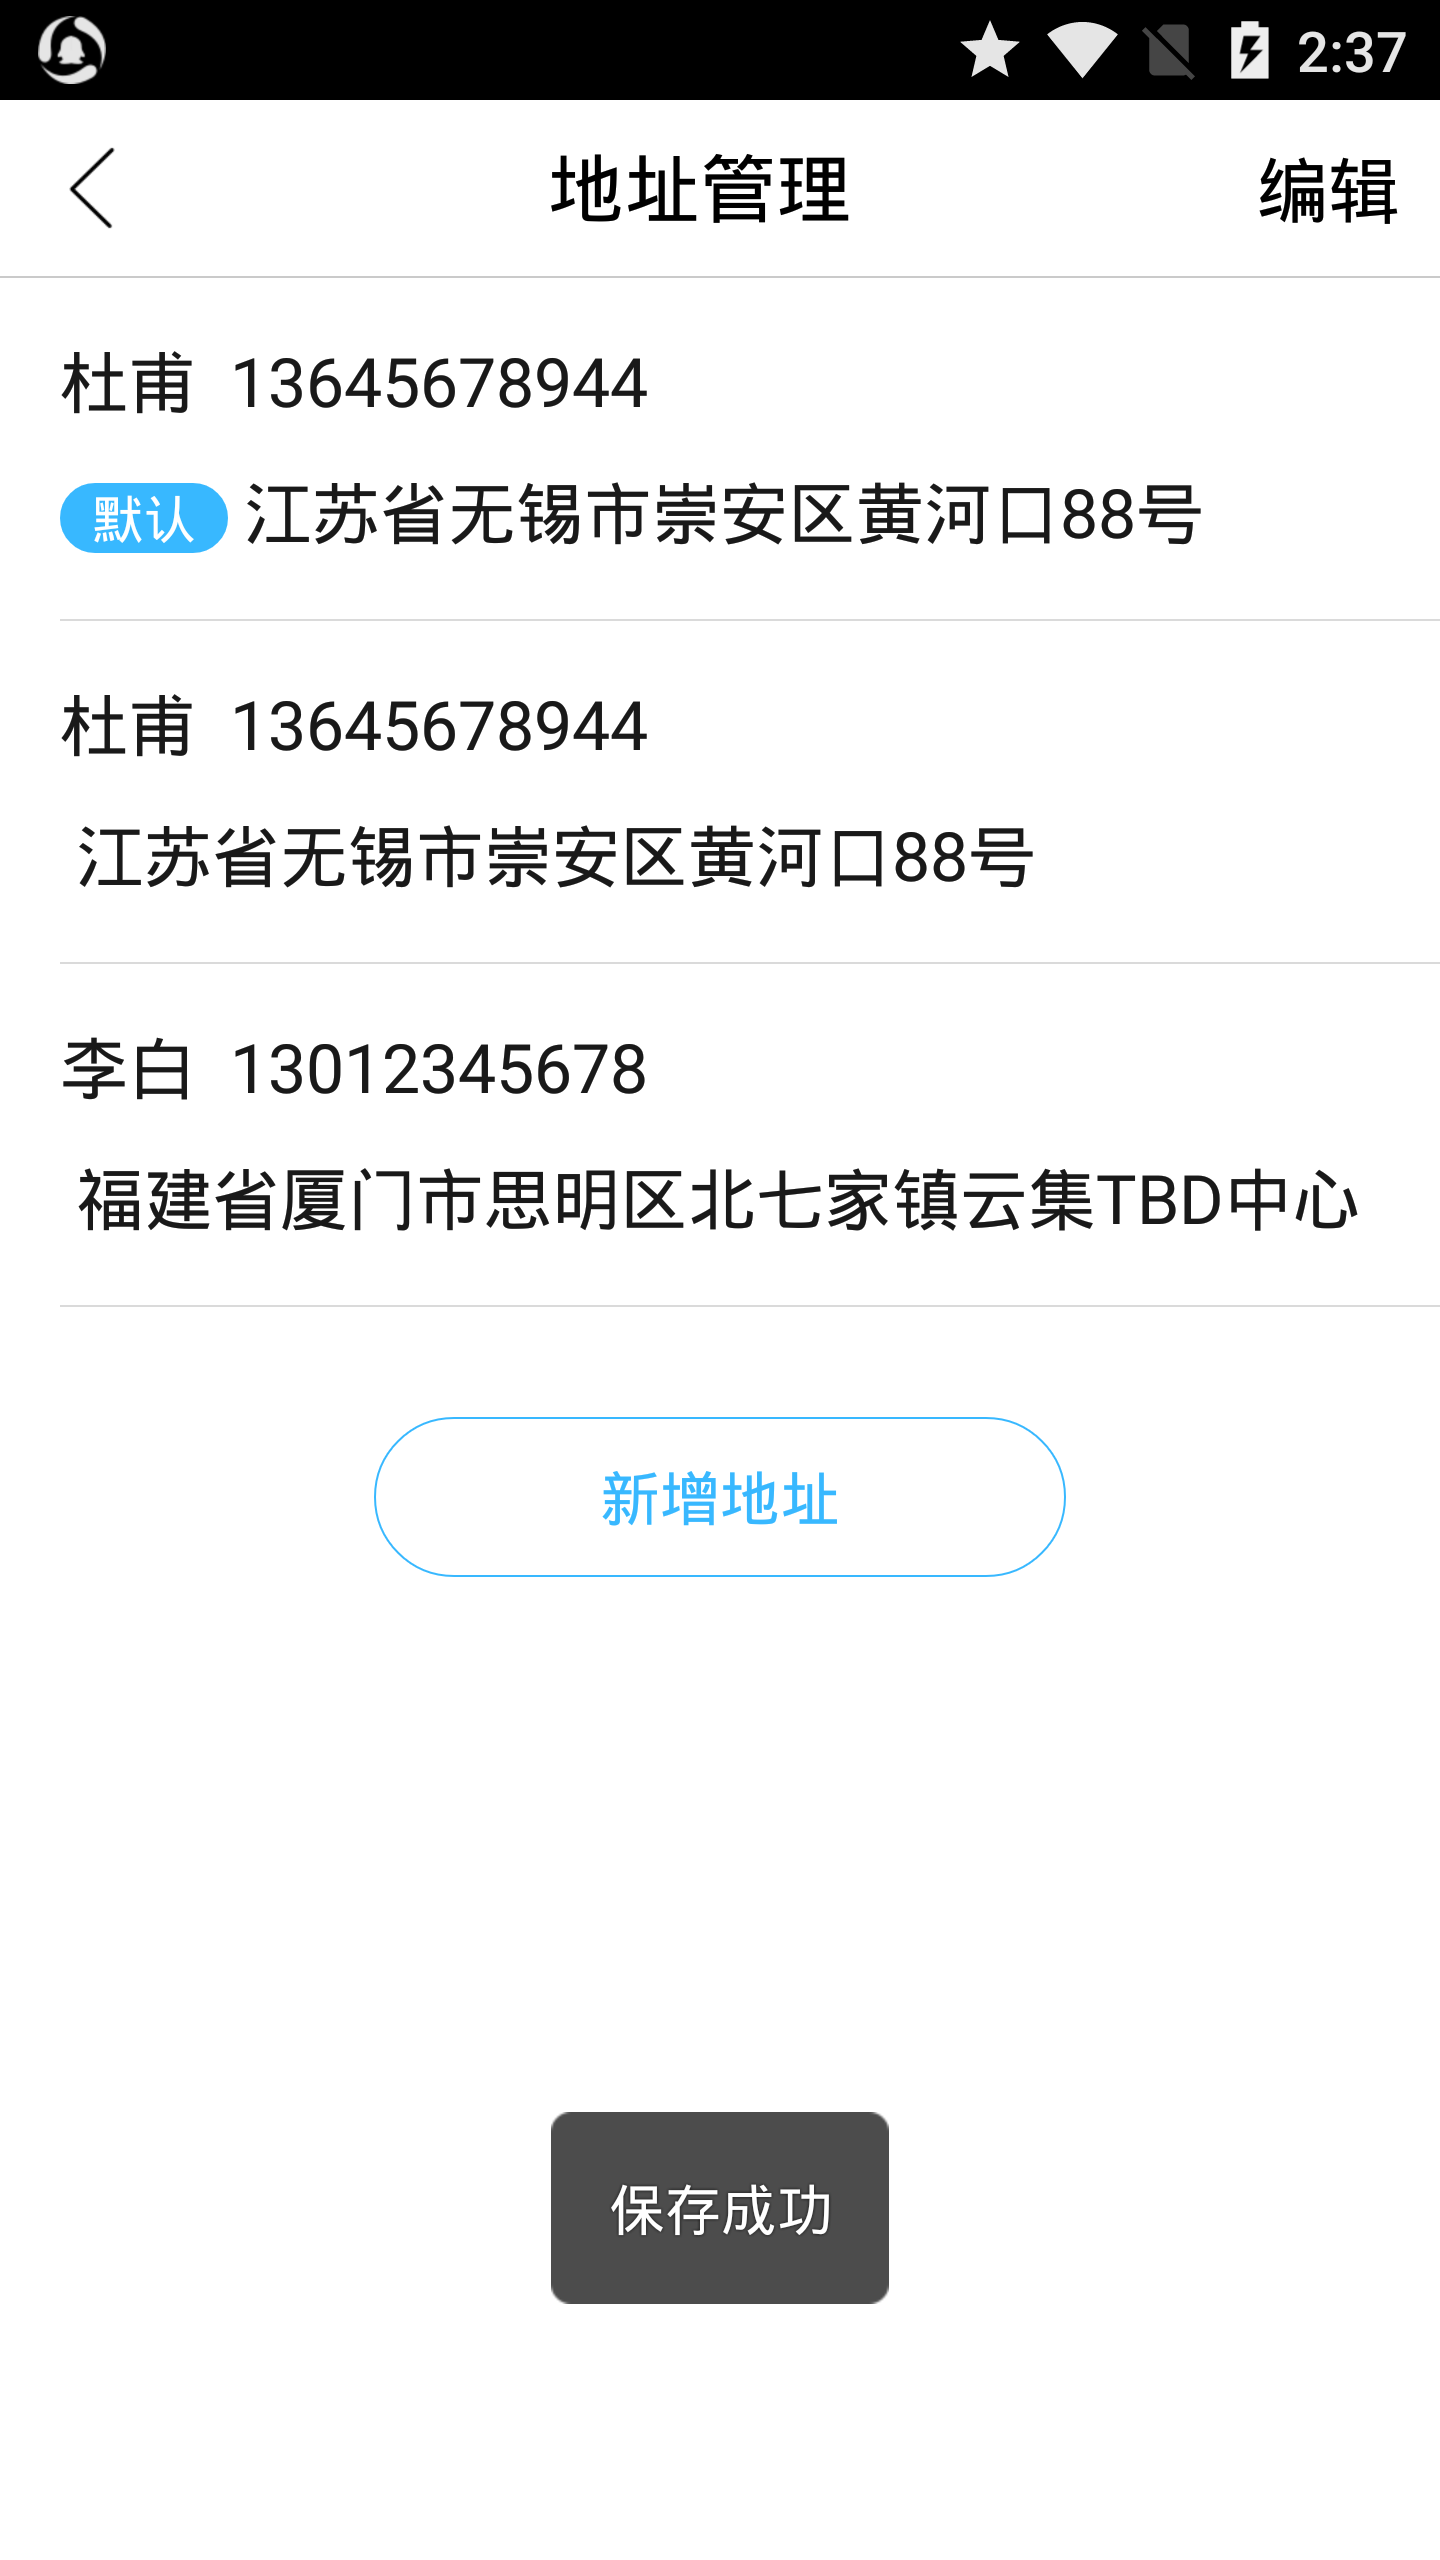 2:37
地址管理
编辑
杜甫 13645678944
默认 江苏省无锡市崇安区黄河口88号
杜甫 13645678944
江苏省无锡市崇安区黄河口88号
李白 13012345678
福建省厦门市思明区北七家镇云集TBD中心
新增地址
保存成功